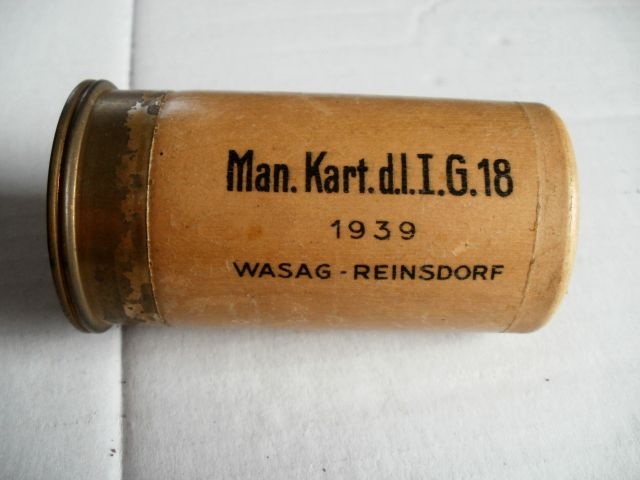 Man. Kart. d.l.I.G.18
1939
WASAG - REINSDORF